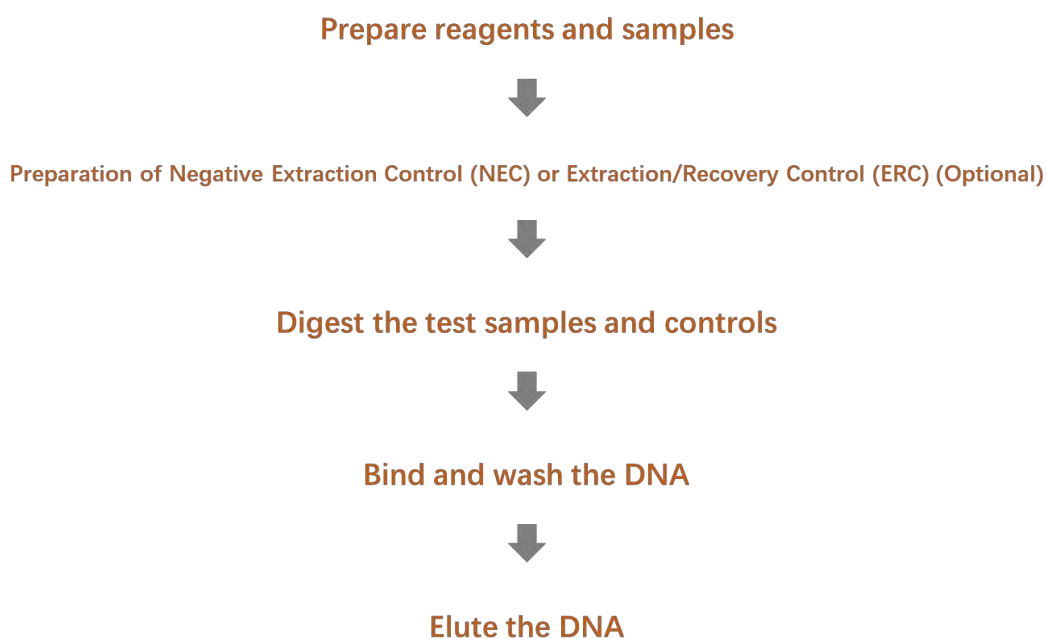 Prepare reagents and samples
Preparation of Negative Extraction Control (NEC) or Extraction/Recovery Control (ERC) (Optional)
Digest the test samples and controls
Bind and wash the DNA
Elute the DNA